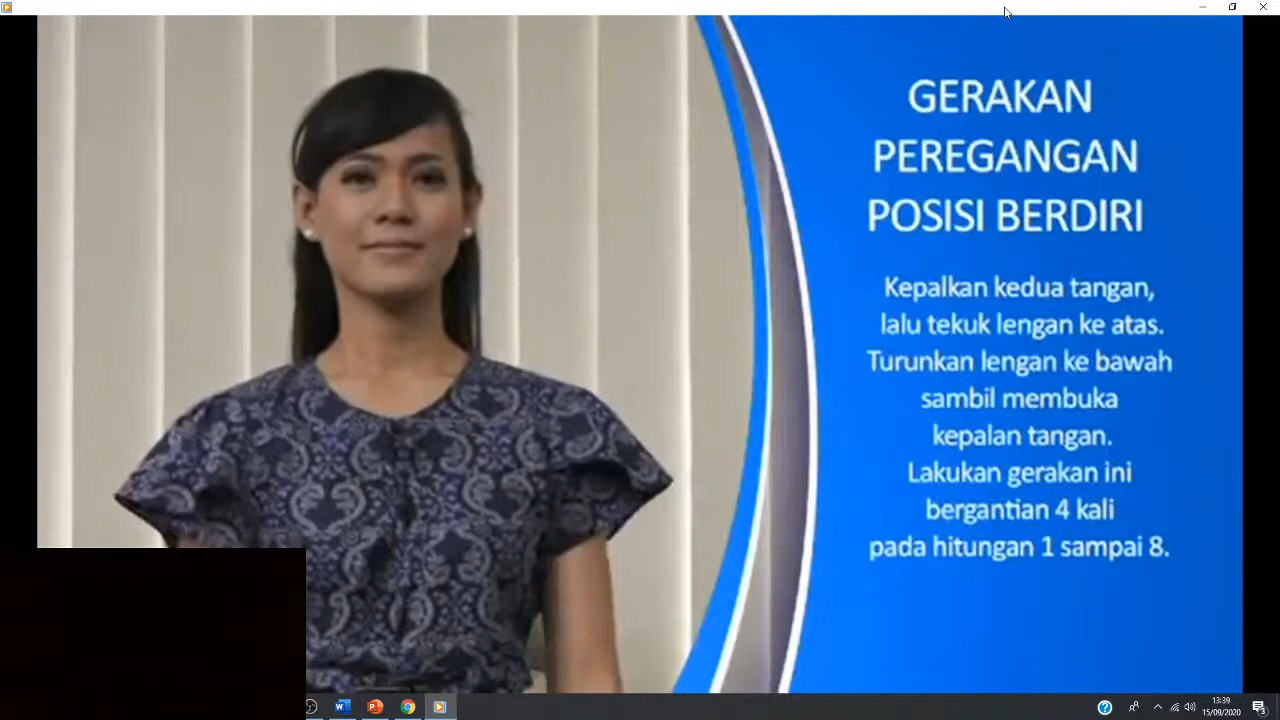 GERAKAN
PEREGANGAN
POSISI BERDIRI
Kepalkan kedua tangan,
lalu tekuk lengan ke atas.
Turunkan lengan ke bawah
sambil membuka
kepalan tangan.
Lakukan gerakan ini
bergantian 4 kali
pada hitungan 1 sampai 8.
13:39
15/09/2020